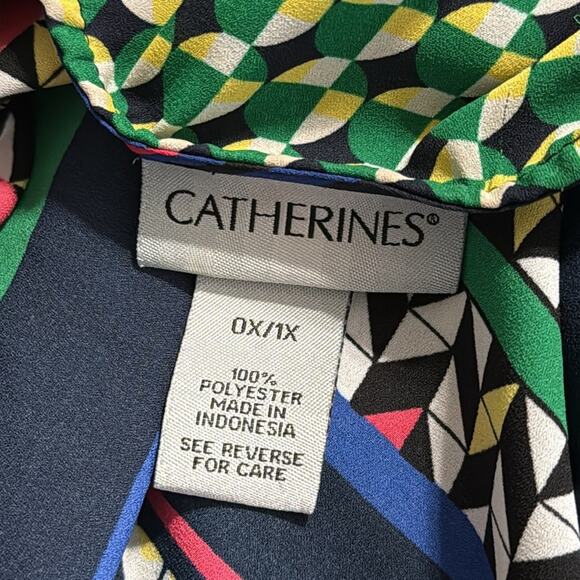 CATHERINES®
0X/1X
100%
POLYESTER
MADE IN
INDONESIA
SEE REVERSE
FOR CARE